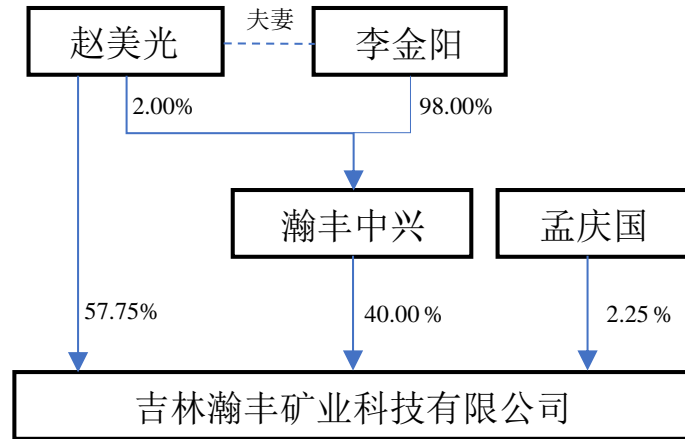 夫妻
赵美光
李金阳
2.00%
98.00%
瀚丰中兴
孟庆国
57.75%
40.00 %
2.25 %
吉林瀚丰矿业科技有限公司